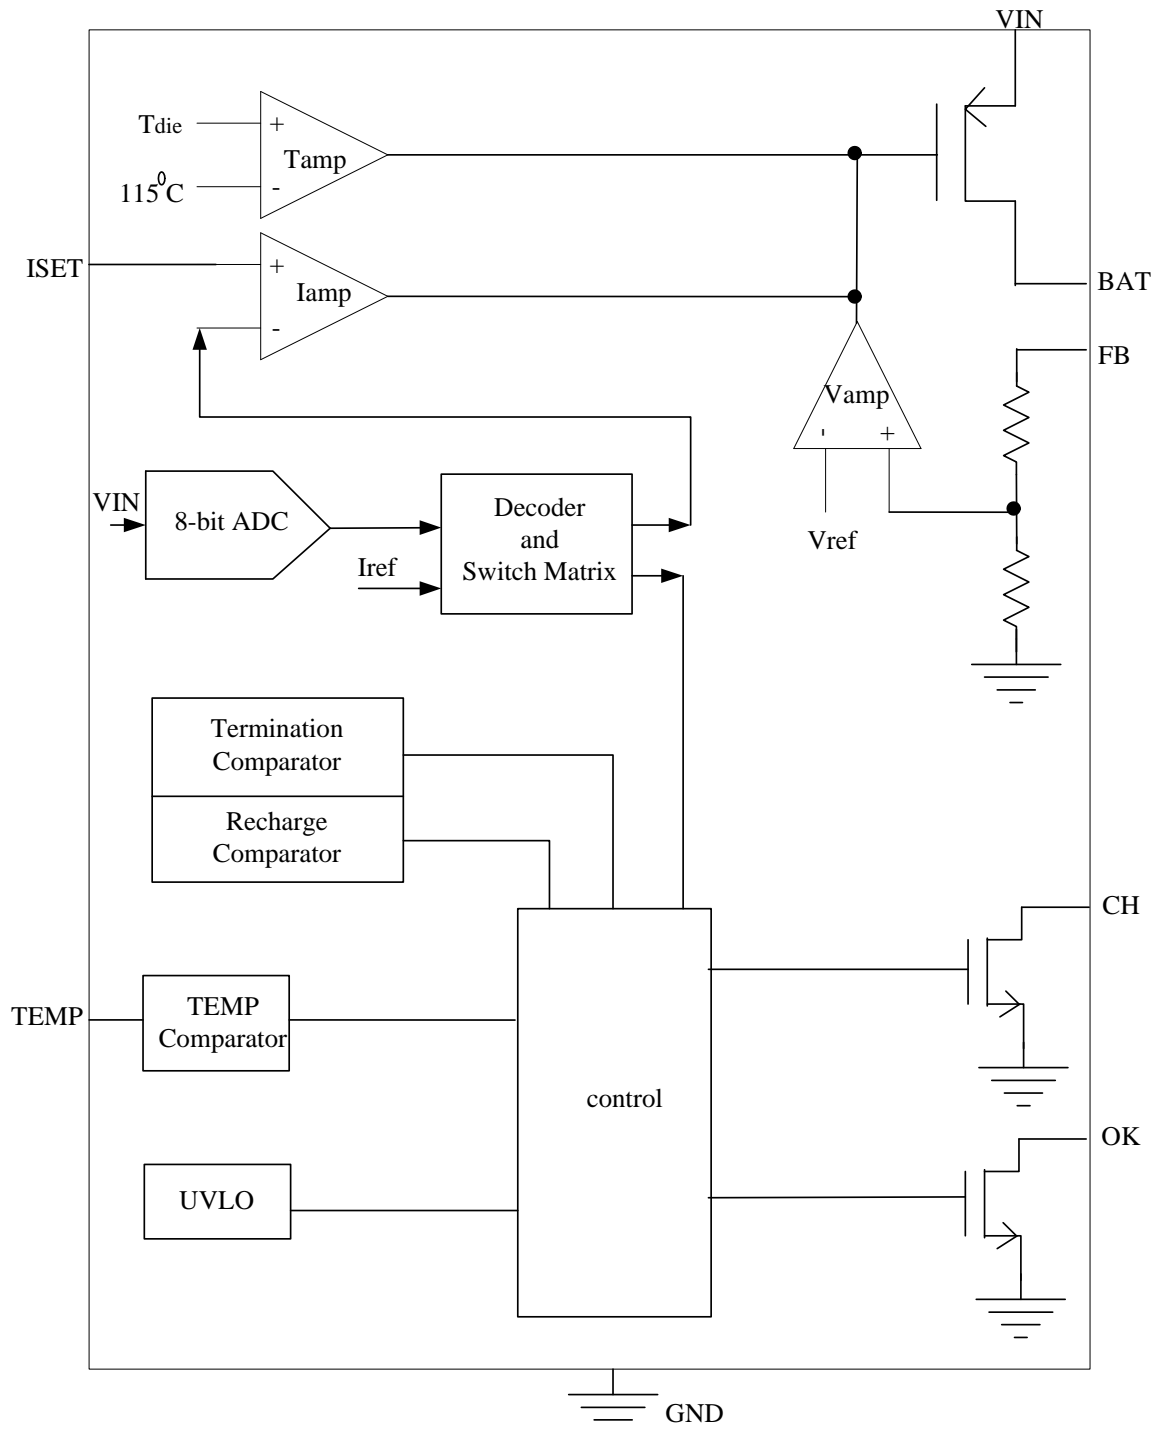 VIN
Tdie
+
Tamp
115⁰C
-
ISET
+
Iamp
-
BAT
FB
Vamp
- +
VIN
8-bit ADC
Decoder
and
Switch Matrix
Vref
Iref
Termination
Comparator
Recharge
Comparator
CH
TEMP
TEMP
Comparator
control
OK
UVLO
GND